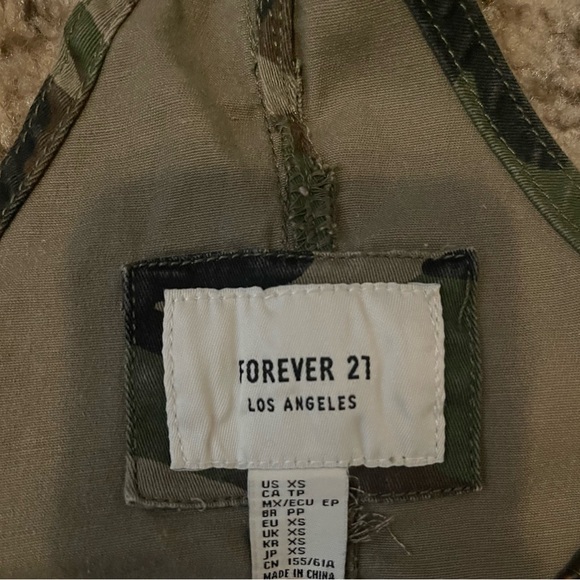 FOREVER 21
LOS ANGELES
US XS
CA TP
MX/ECU EP
BR PP
EU XS
UK XS
KR XS
JP XS
CN 155/61A
MADE IN CHINA